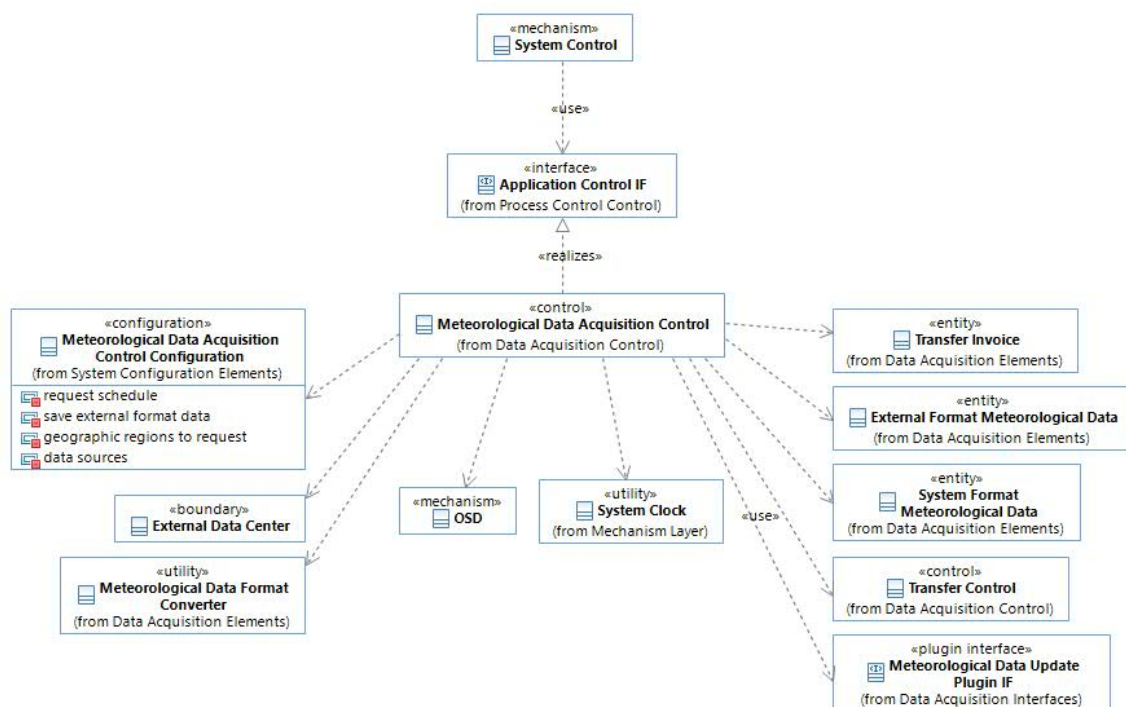 «mechanism»
System Control
«use»
«interface»
Application Control IF
(from Process Control Control)
«realizes»
«control»
Meteorological Data Acquisition Control
(from Data Acquisition Control)
«configuration»
Meteorological Data Acquisition
Control Configuration
(from System Configuration Elements)
request schedule
save external format data
geographic regions to request
data sources
«boundary»
External Data Center
«utility»
Meteorological Data Format
Converter
(from Data Acquisition Elements)
«mechanism»
OSD
«utility»
System Clock
(from Mechanism Layer)
«use»
«entity»
Transfer Invoice
(from Data Acquisition Elements)
«entity»
External Format Meteorological Data
(from Data Acquisition Elements)
«entity»
System Format
Meteorological Data
(from Data Acquisition Elements)
«control»
Transfer Control
(from Data Acquisition Control)
«plugin interface»
Meteorological Data Update
Plugin IF
(from Data Acquisition Interfaces)